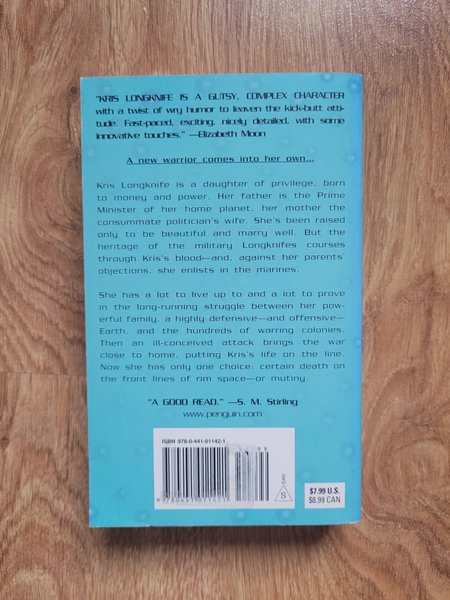 "KRIS LONGKNIFE IS A GUTSY, COMPLEX CHARACTER
with a twist of wry humor to leaven the kick-butt atti-
tude. Fast-paced, exciting, nicely detailed, with some
innovative touches." —Elizabeth Moon
A new warrior comes into her own...
Kris Longknife is a daughter of privilege, born
to money and power. Her father is the Prime
Minister of her home planet, her mother the
consummate politician's wife. She's been raised
only to be beautiful and marry well. But the
heritage of the military Longknifes courses
through Kris's blood—and, against her parents'
objections, she enlists in the marines.
She has a lot to live up to and a lot to prove
in the long-running struggle between her pow-
erful family, a highly defensive—and offensive—
Earth, and the hundreds of warring colonies.
Then an ill-conceived attack brings the
war close to home, putting Kris's life on the line.
Now she has only one choice: certain death on
the front lines of rim space—or mutiny.
"A GOOD READ." —S. M. Stirling
www.penguin.com
ISBN 978-0-441-01142-1
99
9 780441 01142
EAN
S
$7.99 U.S.
$8.99 CAN